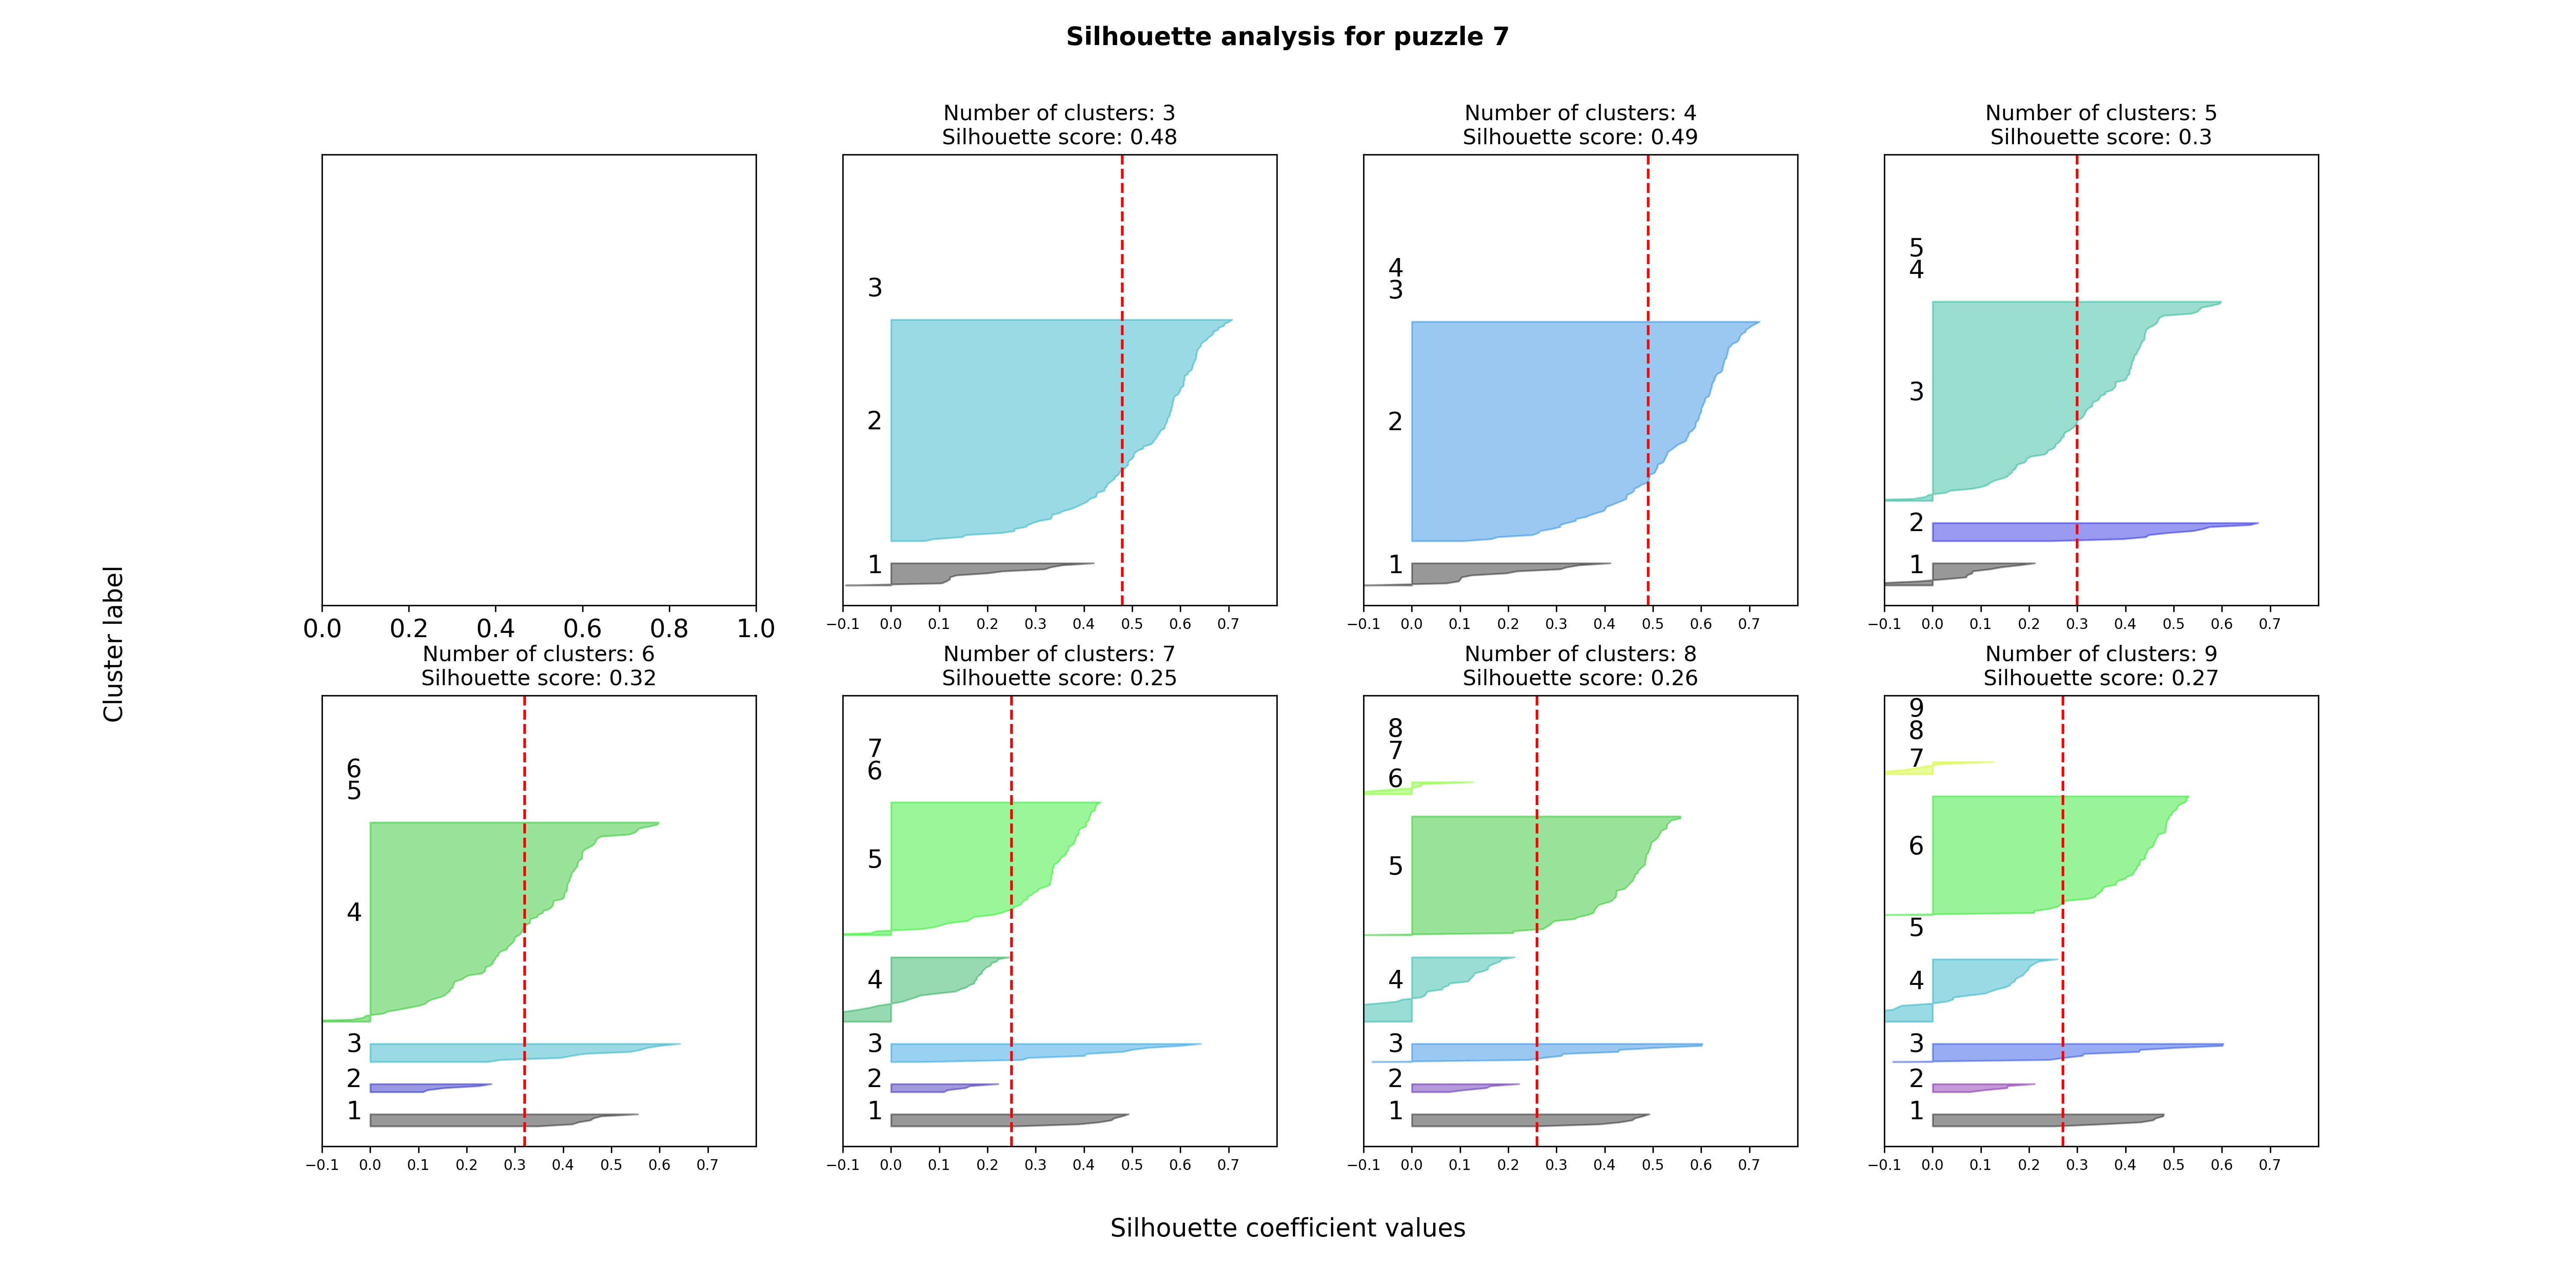 Silhouette analysis for puzzle 7
Number of clusters: 3
Silhouette score: 0.48
Number of clusters: 4
Silhouette score: 0.49
Number of clusters: 5
Silhouette score: 0.3
0.0 0.2 0.4 0.6 0.8 1.0
3
2
1
−0.1 0.0 0.1 0.2 0.3 0.4 0.5 0.6 0.7
4
3
2
1
−0.1 0.0 0.1 0.2 0.3 0.4 0.5 0.6 0.7
5
4
3
2
1
−0.1 0.0 0.1 0.2 0.3 0.4 0.5 0.6 0.7
Cluster label
Number of clusters: 6
Silhouette score: 0.32
6
5
4
3
2
1
−0.1 0.0 0.1 0.2 0.3 0.4 0.5 0.6 0.7
Number of clusters: 7
Silhouette score: 0.25
7
6
5
4
3
2
1
−0.1 0.0 0.1 0.2 0.3 0.4 0.5 0.6 0.7
Number of clusters: 8
Silhouette score: 0.26
8
7
6
5
4
3
2
1
−0.1 0.0 0.1 0.2 0.3 0.4 0.5 0.6 0.7
Number of clusters: 9
Silhouette score: 0.27
9
8
7
6
5
4
3
2
1
−0.1 0.0 0.1 0.2 0.3 0.4 0.5 0.6 0.7
Silhouette coefficient values